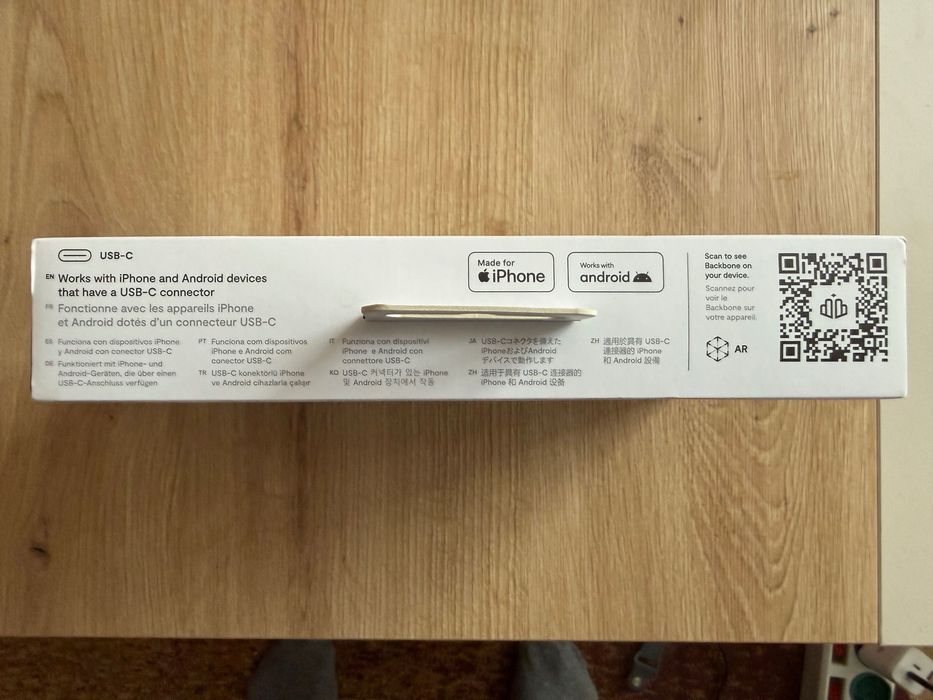 USB-C
EN Works with iPhone and Android devices
that have a USB-C connector
FR Fonctionne avec les appareils iPhone
et Android dotés d'un connecteur USB-C
ES Funciona con dispositivos iPhone
y Android con conector USB-C
DE Funktioniert mit iPhone- und
Android-Geräten, die über einen
USB-C-Anschluss verfügen
PT Funciona com dispositivos
iPhone e Android com
conector USB-C
TR USB-C konektörlü iPhone
ve Android cihazlarla çalışır
IT Funziona con dispositivi
iPhone e Android con
connettore USB-C
KO USB-C 커넥터가 있는 iPhone
및 Android 장치에서 작동
JA USB-Cコネクタを備えた
iPhoneおよびAndroid
デバイスで動作します
ZH 适用于具有 USB-C 连接器的
iPhone 和 Android 设备
ZH 適用於具有 USB-C
連接器的 iPhone
和 Android 設備
Made for
iPhone
Works with
android
Scan to see
Backbone on
your device.
Scannez pour
voir le
Backbone sur
votre appareil.
AR